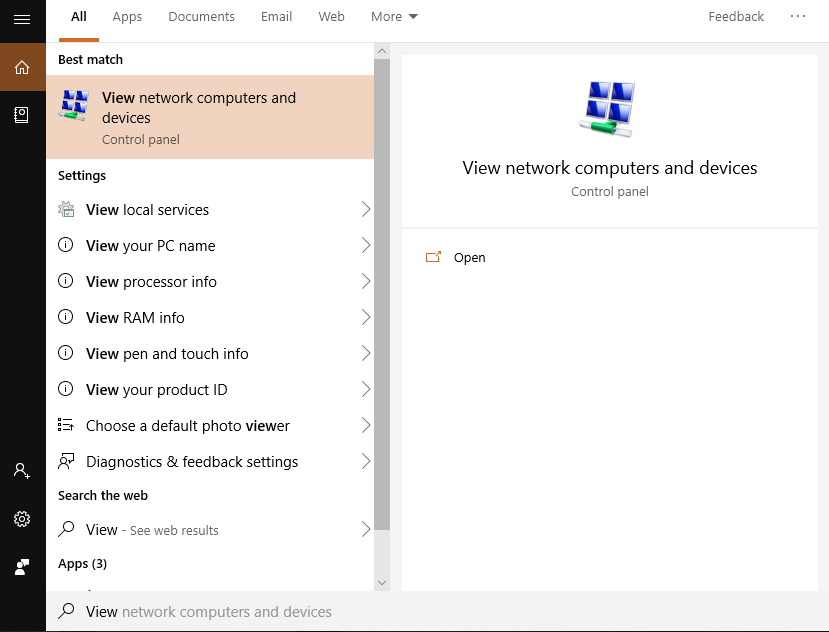 All Apps Documents Email Web More Feedback ...
Best match
View network computers and
devices
Control panel
Settings
View local services
View your PC name
View processor info
View RAM info
View pen and touch info
View your product ID
Choose a default photo viewer
Diagnostics & feedback settings
Search the web
View - See web results
Apps (3)
View network computers and devices
View network computers and devices
Control panel
Open